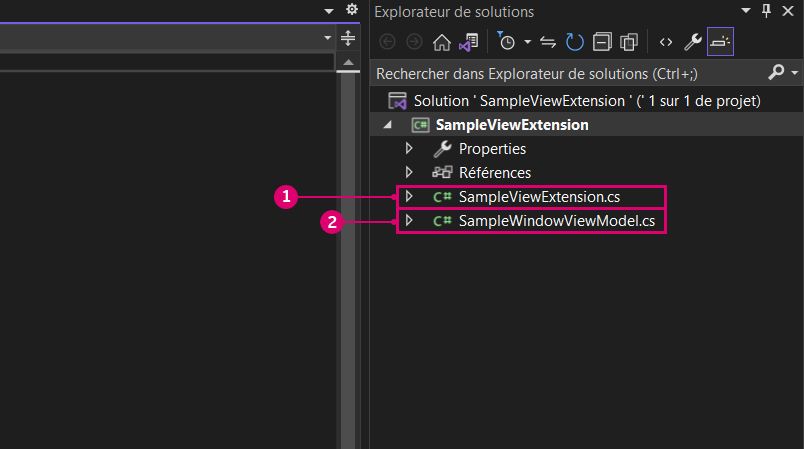 Explorateur de solutions
Rechercher dans Explorateur de solutions (Ctrl+;)
Solution ' SampleViewExtension ' (' 1 sur 1 de projet)
C# SampleViewExtension
Properties
Références
1 C# SampleViewExtension.cs
2 C# SampleWindowViewModel.cs